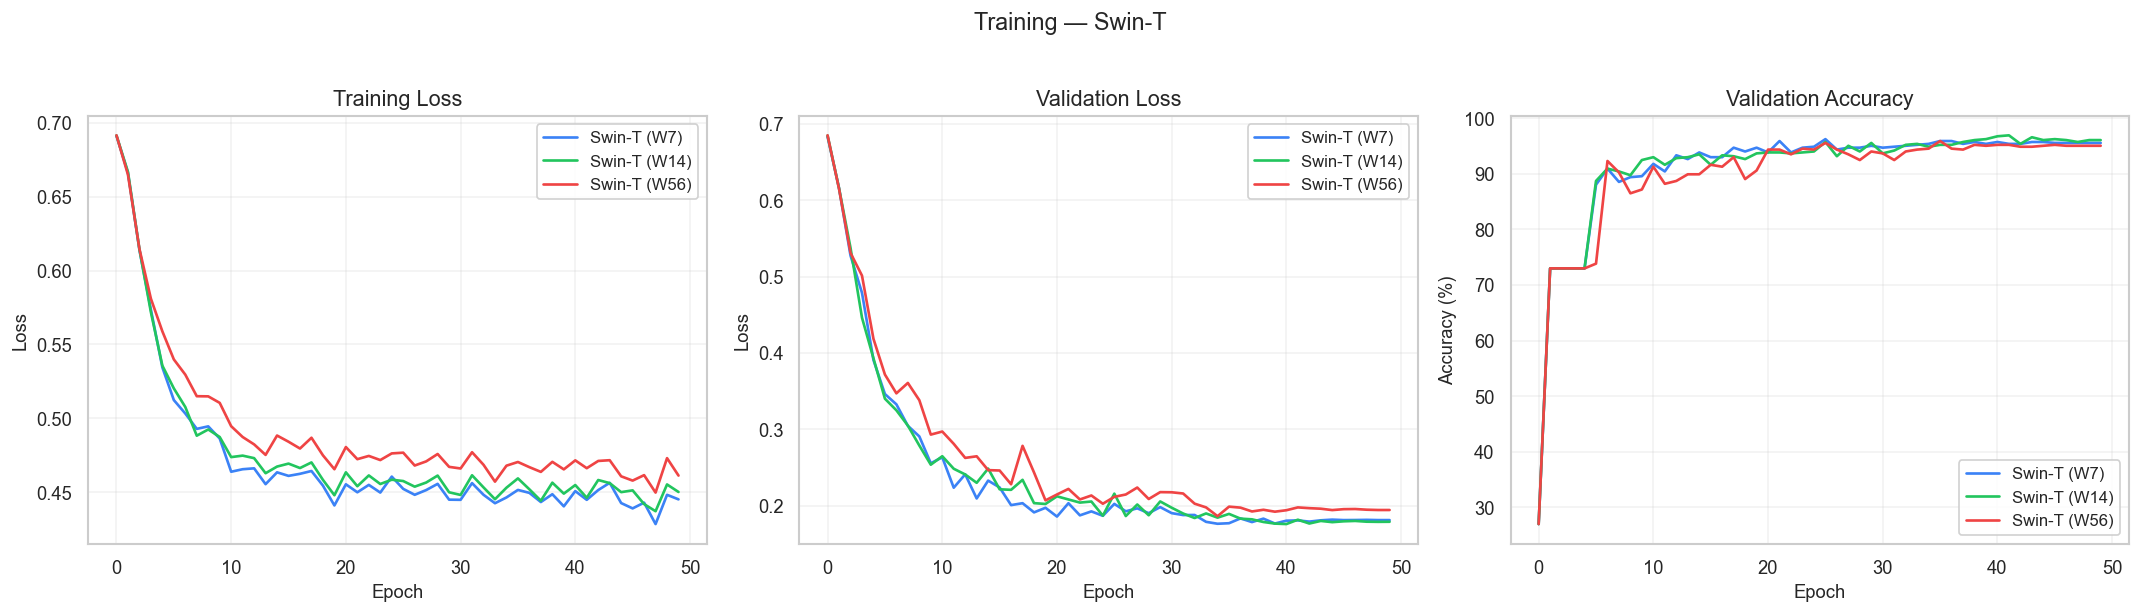 Training — Swin-T
Training Loss
Loss
0.70
0.65
0.60
0.55
0.50
0.45
0
10
20
30
40
50
Epoch
Swin-T (W7)
Swin-T (W14)
Swin-T (W56)
Validation Loss
Loss
0.7
0.6
0.5
0.4
0.3
0.2
0
10
20
30
40
50
Epoch
Swin-T (W7)
Swin-T (W14)
Swin-T (W56)
Validation Accuracy
Accuracy (%)
100
90
80
70
60
50
40
30
0
10
20
30
40
50
Epoch
Swin-T (W7)
Swin-T (W14)
Swin-T (W56)